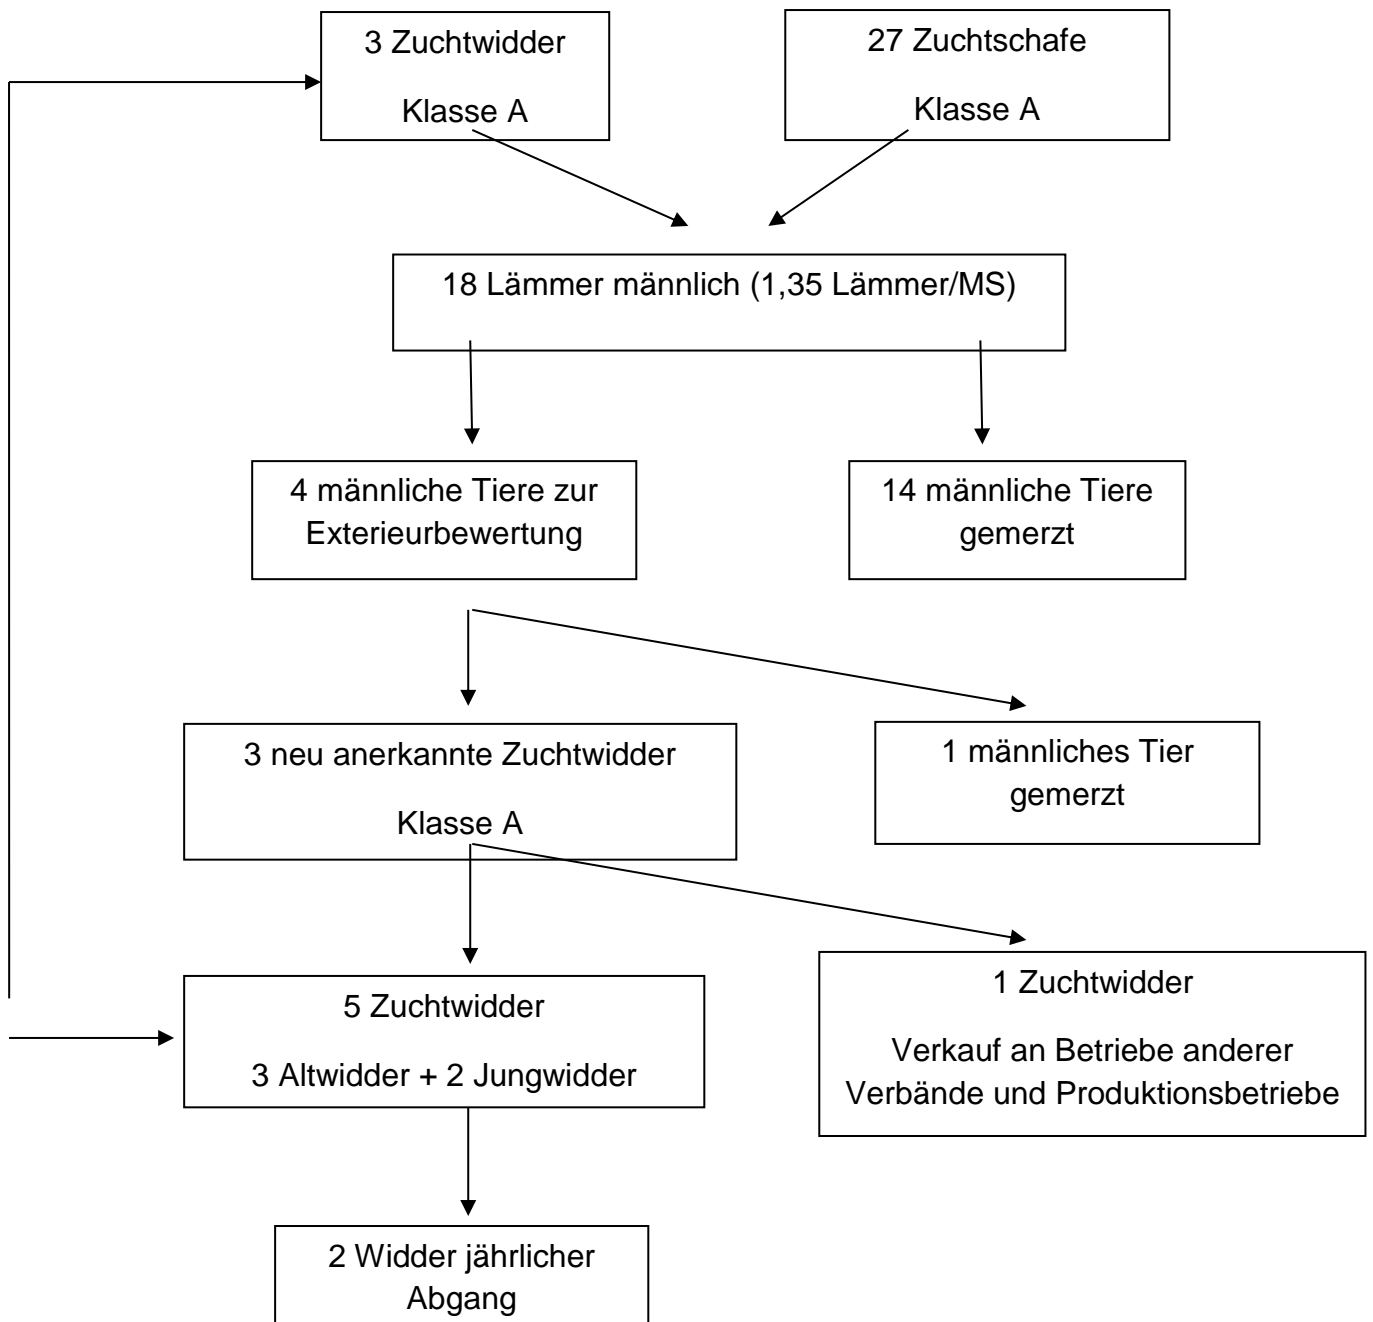 3 Zuchtwidder
Klasse A
27 Zuchtschafe
Klasse A
18 Lämmer männlich (1,35 Lämmer/MS)
4 männliche Tiere zur
Exterieurbewertung
14 männliche Tiere
gemerzt
3 neu anerkannte Zuchtwidder
Klasse A
1 männliches Tier
gemerzt
5 Zuchtwidder
3 Altwidder + 2 Jungwidder
1 Zuchtwidder
Verkauf an Betriebe anderer
Verbände und Produktionsbetriebe
2 Widder jährlicher
Abgang